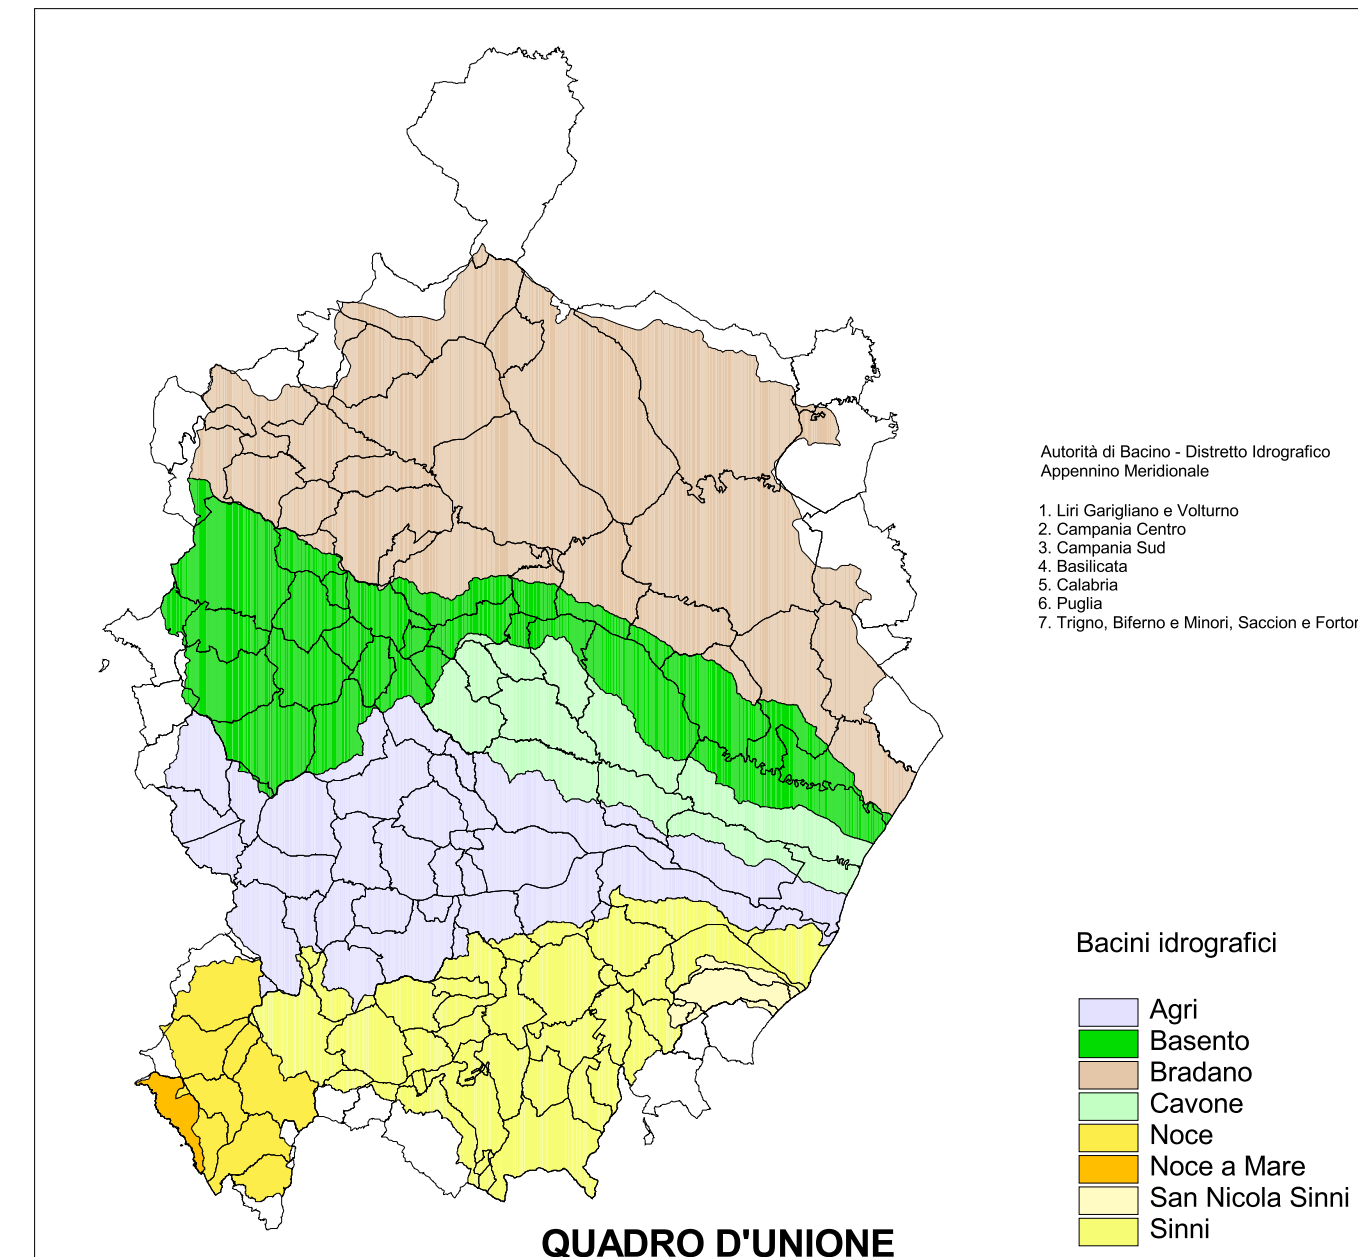 Autorità di Bacino - Distretto Idrografico
Appennino Meridionale
1. Liri Garigliano e Volturno
2. Campania Centro
3. Campania Sud
4. Basilicata
5. Calabria
6. Puglia
7. Trigno, Biferno e Minori, Saccion e Fortor
Bacini idrografici
Agri
Basento
Bradano
Cavone
Noce
Noce a Mare
San Nicola Sinni
Sinni
QUADRO D'UNIONE